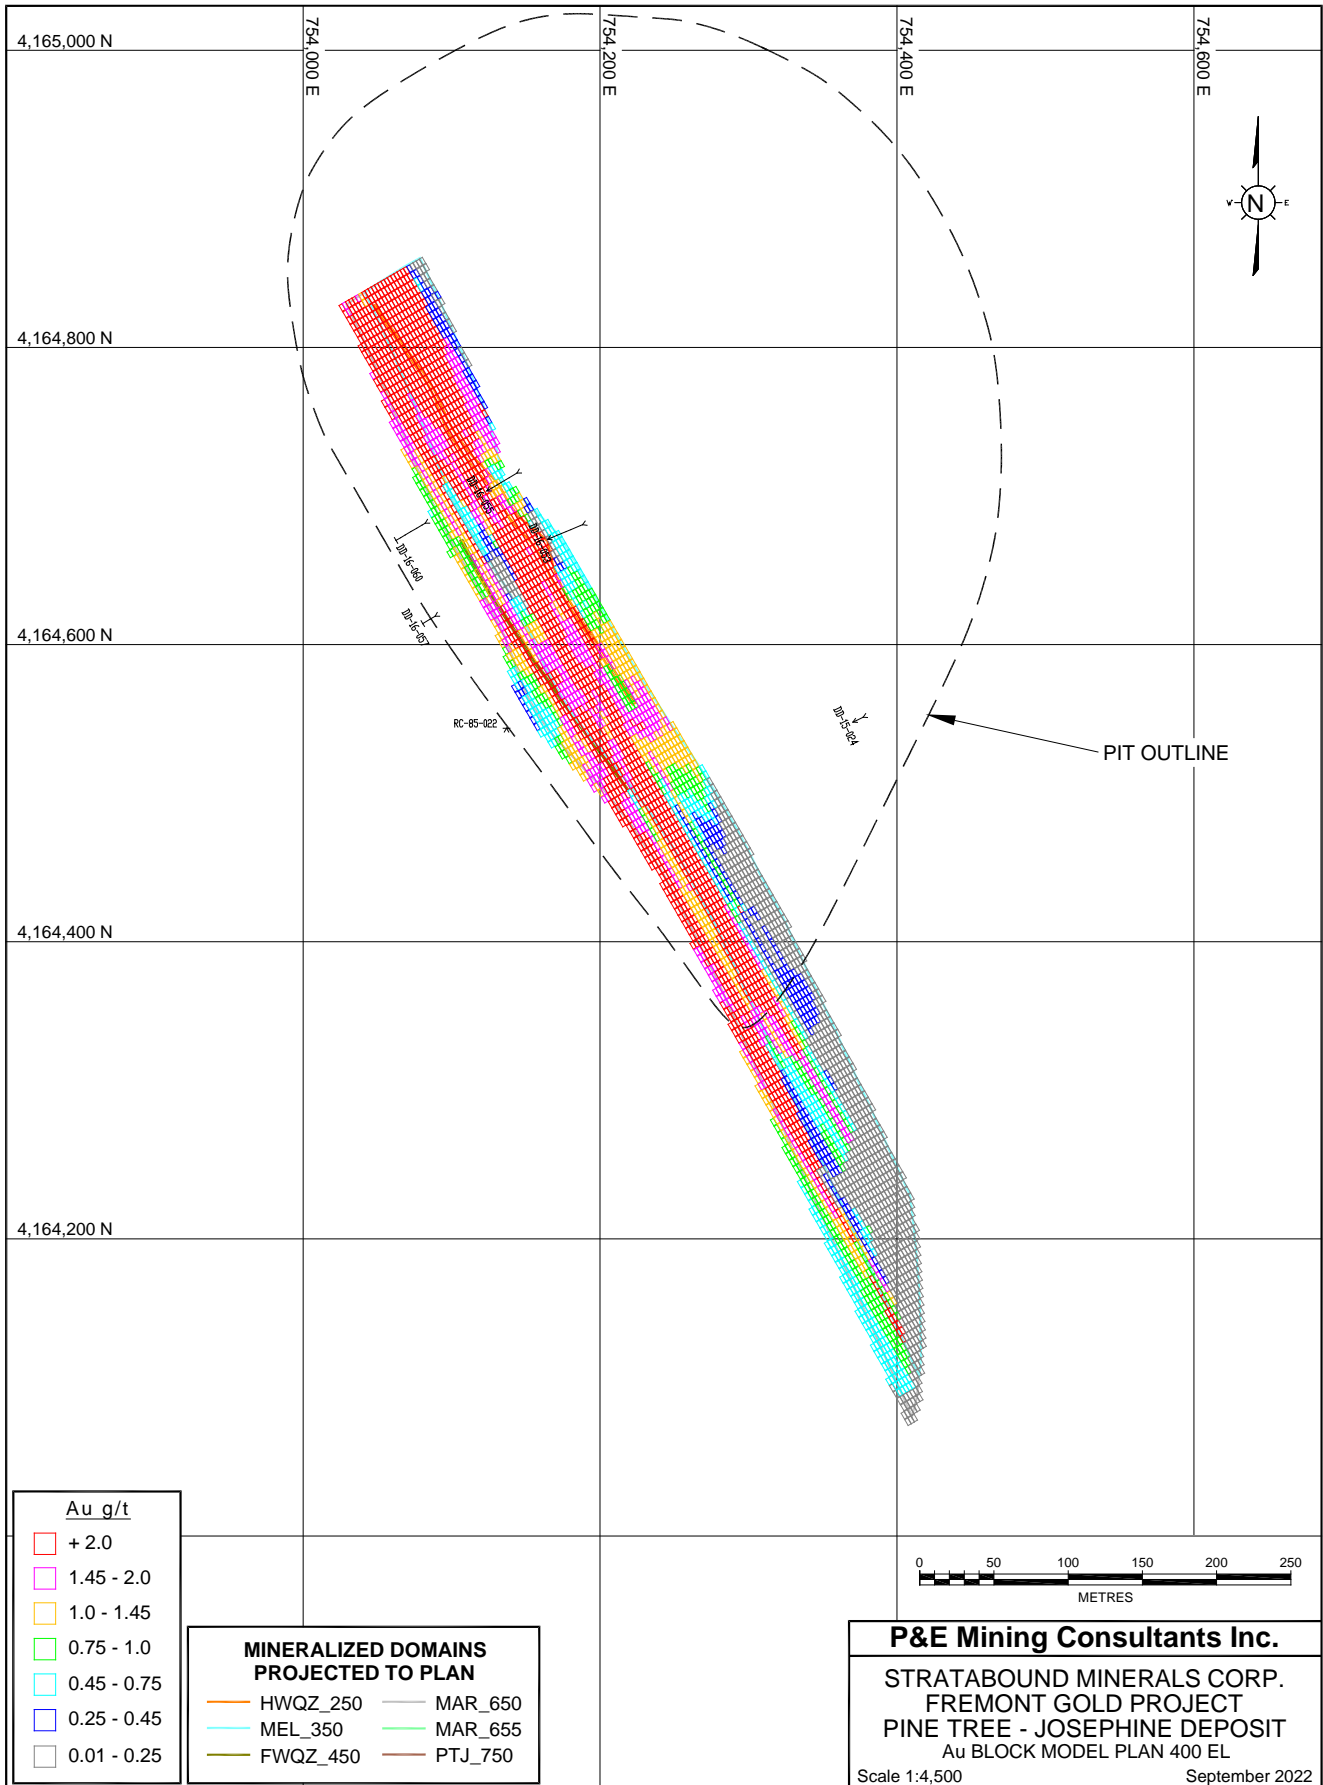 754,000 E
754,200 E
754,400 E
754,600 E
4,165,000 N
W
N
E
4,164,800 N
DD-16-055
DD-16-060
DD-16-057
4,164,600 N
RC-85-022
DD-15-024
PIT OUTLINE
4,164,400 N
4,164,200 N
Au g/t
+ 2.0
1.45 - 2.0
1.0 - 1.45
0.75 - 1.0
0.45 - 0.75
0.25 - 0.45
0.01 - 0.25
MINERALIZED DOMAINS
PROJECTED TO PLAN
HWQZ_250 MAR_650
MEL_350 MAR_655
FWQZ_450 PTJ_750
0 50 100 150 200 250
METRES
P&E Mining Consultants Inc.
STRATABOUND MINERALS CORP.
FREMONT GOLD PROJECT
PINE TREE - JOSEPHINE DEPOSIT
Au BLOCK MODEL PLAN 400 EL
Scale 1:4,500 September 2022